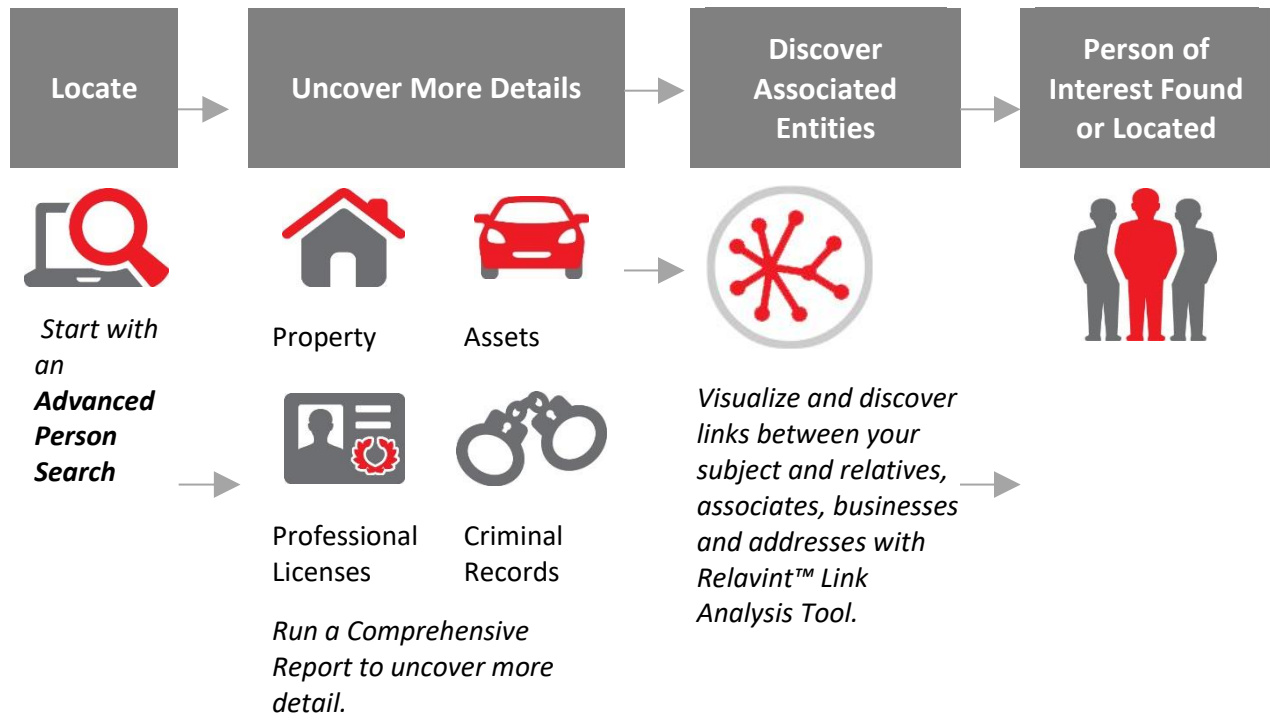 Locate
Uncover More Details
Discover
Associated
Entities
Person of
Interest Found
or Located
Start with
an
Advanced
Person
Search
Property
Assets
Professional
Licenses
Criminal
Records
Run a Comprehensive
Report to uncover more
detail.
Visualize and discover
links between your
subject and relatives,
associates, businesses
and addresses with
Relavint™ Link
Analysis Tool.